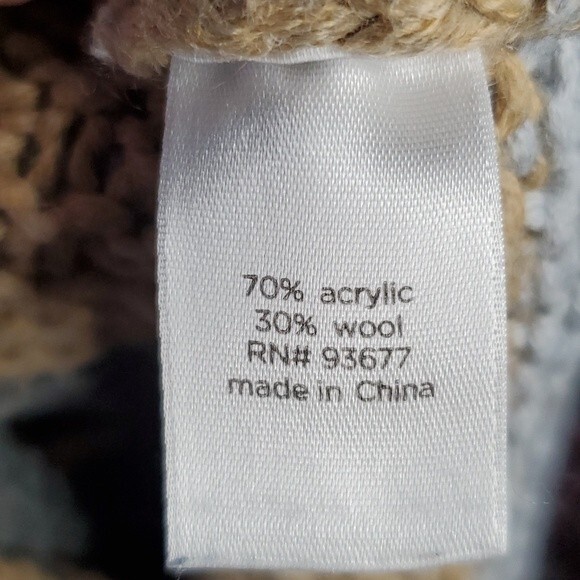 70% acrylic
30% wool
RN# 93677
made in China